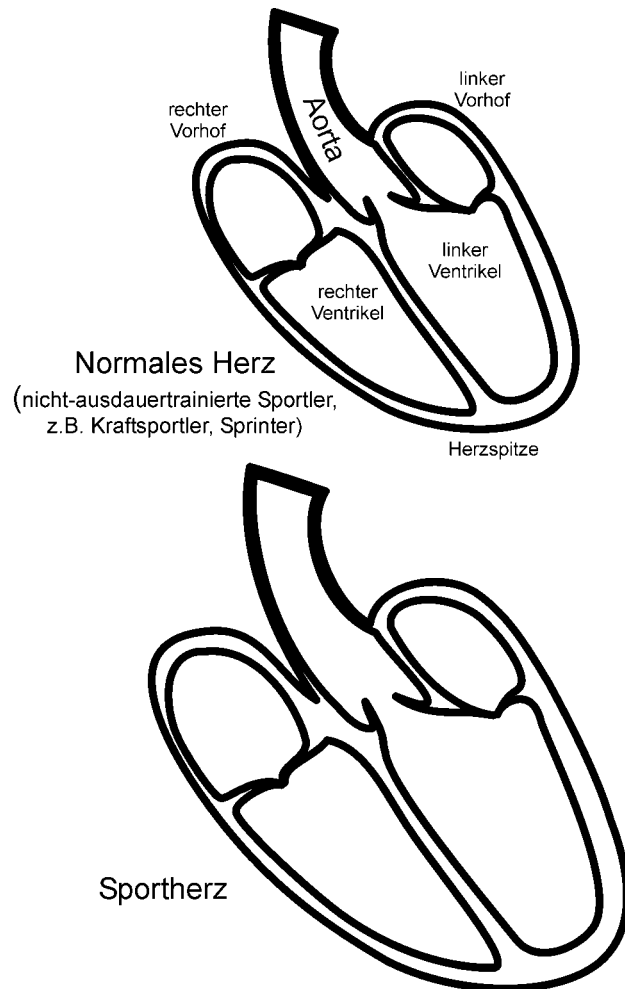 linker
Vorhof
rechter
Vorhof
Aorta
linker
Ventrikel
rechter
Ventrikel
Normales Herz
(nicht-ausdauertrainierte Sportler,
z.B. Kraftsportler, Sprinter)
Herzspitze
Sportherz